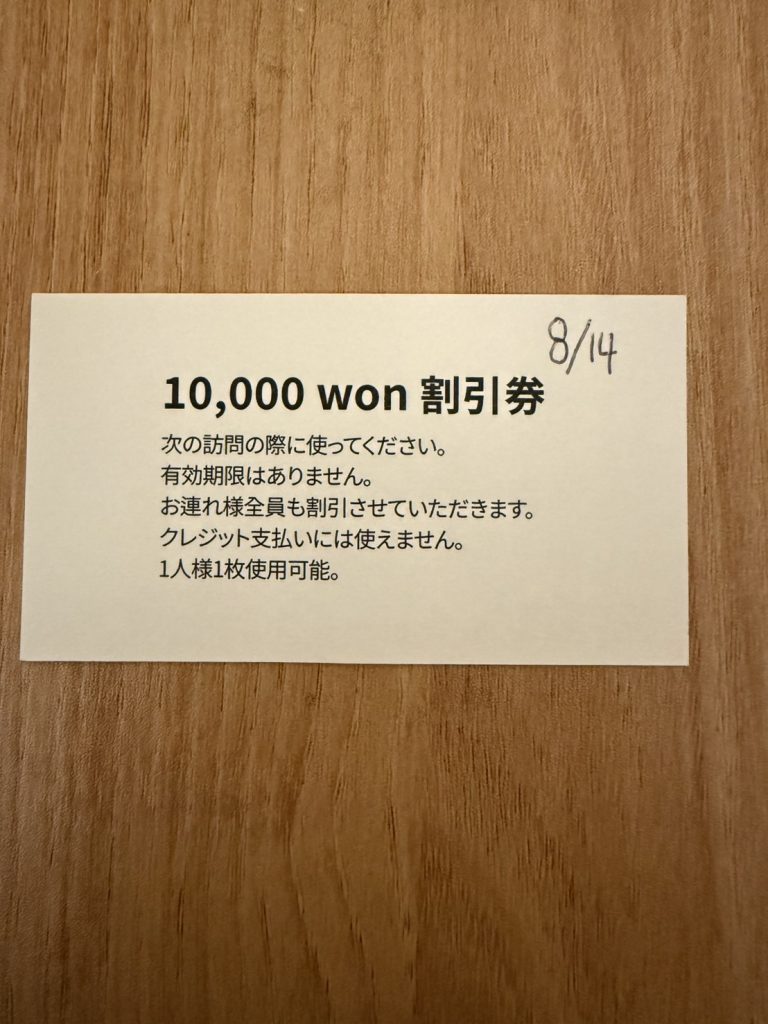 8/14
10,000 won 割引券
次の訪問の際に使ってください。
有効期限はありません。
お連れ様全員も割引させていただきます。
クレジット支払いには使えません。
1人様1枚使用可能。